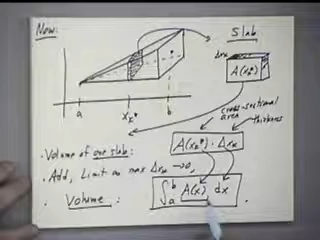 Now:
Slab
Δxₖ
A(xₖ*)
a xₖ* b
cross-sectional area
thickness
• Volume of one slab: A(xₖ*) · Δxₖ
• Add, Limit as max Δxₖ → 0,
• Volume: ∫ₐᵇ A(x) dx.